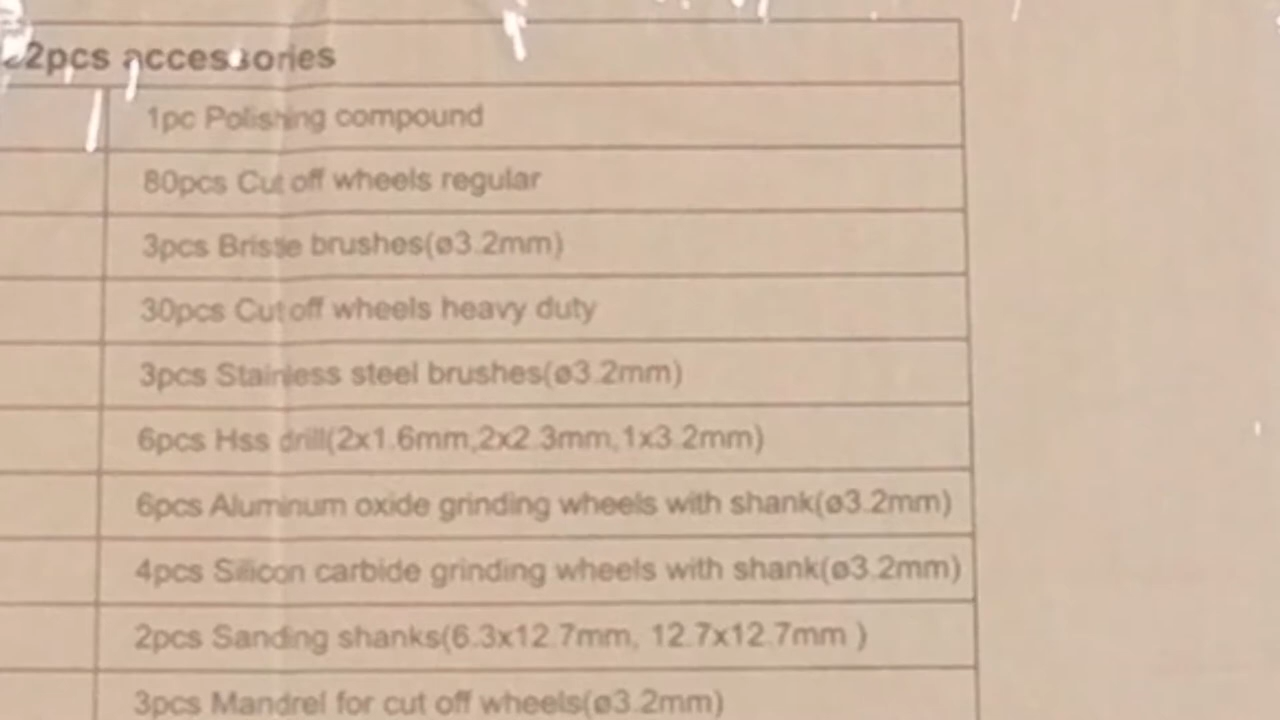 2pcs accessories
1pc Polishing compound
80pcs Cut off wheels regular
3pcs Brisse brushes(ø3.2mm)
30pcs Cut off wheels heavy duty
3pcs Stainless steel brushes(ø3.2mm)
6pcs Hss drill(2x1.6mm,2x2.3mm,1x3.2mm)
6pcs Aluminum oxide grinding wheels with shank(ø3.2mm)
4pcs Silicon carbide grinding wheels with shank(ø3.2mm)
2pcs Sanding shanks(6.3x12.7mm, 12.7x12.7mm )
3pcs Mandrel for cut off wheels(ø3.2mm)